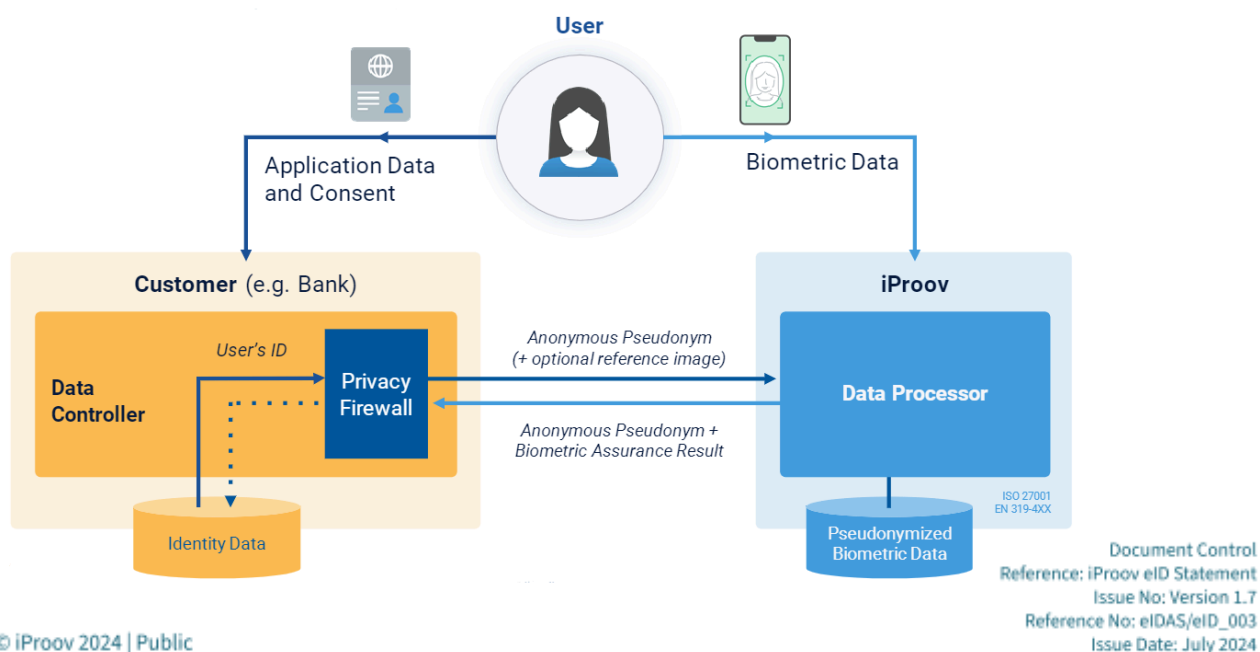 User
Application Data
and Consent
Biometric Data
Customer (e.g. Bank)
iProov
User's ID
Data
Controller
Privacy
Firewall
Anonymous Pseudonym
(+ optional reference image)
Anonymous Pseudonym +
Biometric Assurance Result
Data Processor
ISO 27001
EN 319-4XX
Identity Data
Pseudonymized
Biometric Data
Document Control
Reference: iProov eID Statement
Issue No: Version 1.7
Reference No: eIDAS/eID_003
Issue Date: July 2024
© iProov 2024 | Public